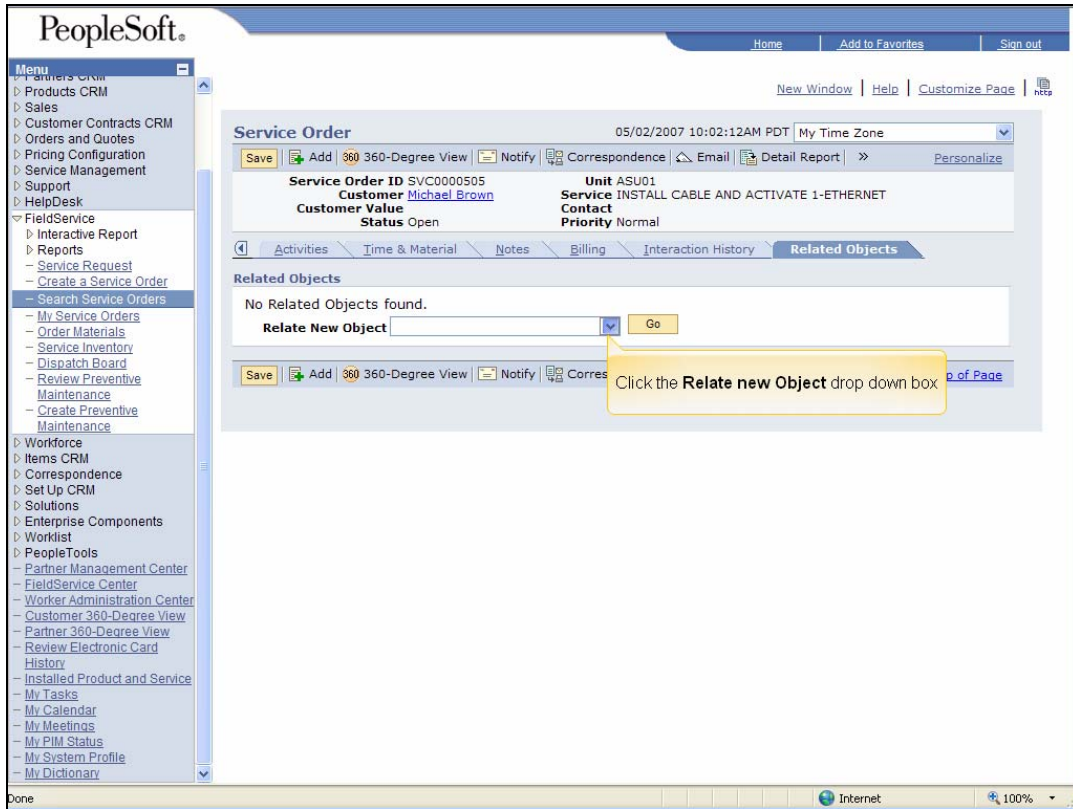 PeopleSoft®
Home Add to Favorites Sign out
Menu
Partners CRM
Products CRM
Sales
Customer Contracts CRM
Orders and Quotes
Pricing Configuration
Service Management
Support
HelpDesk
FieldService
Interactive Report
Reports
– Service Request
– Create a Service Order
– Search Service Orders
– My Service Orders
– Order Materials
– Service Inventory
– Dispatch Board
– Review Preventive
Maintenance
– Create Preventive
Maintenance
Workforce
Items CRM
Correspondence
Set Up CRM
Solutions
Enterprise Components
Worklist
PeopleTools
– Partner Management Center
– FieldService Center
– Worker Administration Center
– Customer 360-Degree View
– Partner 360-Degree View
– Review Electronic Card
History
– Installed Product and Service
– My Tasks
– My Calendar
– My Meetings
– My PIM Status
– My System Profile
– My Dictionary
New Window | Help | Customize Page | http
Service Order 05/02/2007 10:02:12AM PDT My Time Zone
Save | Add | 360 360-Degree View | Notify | Correspondence | Email | Detail Report | » Personalize
Service Order ID SVC0000505 Unit ASU01
Customer Michael Brown Service INSTALL CABLE AND ACTIVATE 1-ETHERNET
Customer Value Contact
Status Open Priority Normal
Activities Time & Material Notes Billing Interaction History Related Objects
Related Objects
No Related Objects found.
Relate New Object Go
Save | Add | 360 360-Degree View | Notify | Corres p of Page
Click the Relate new Object drop down box
Done Internet 100%